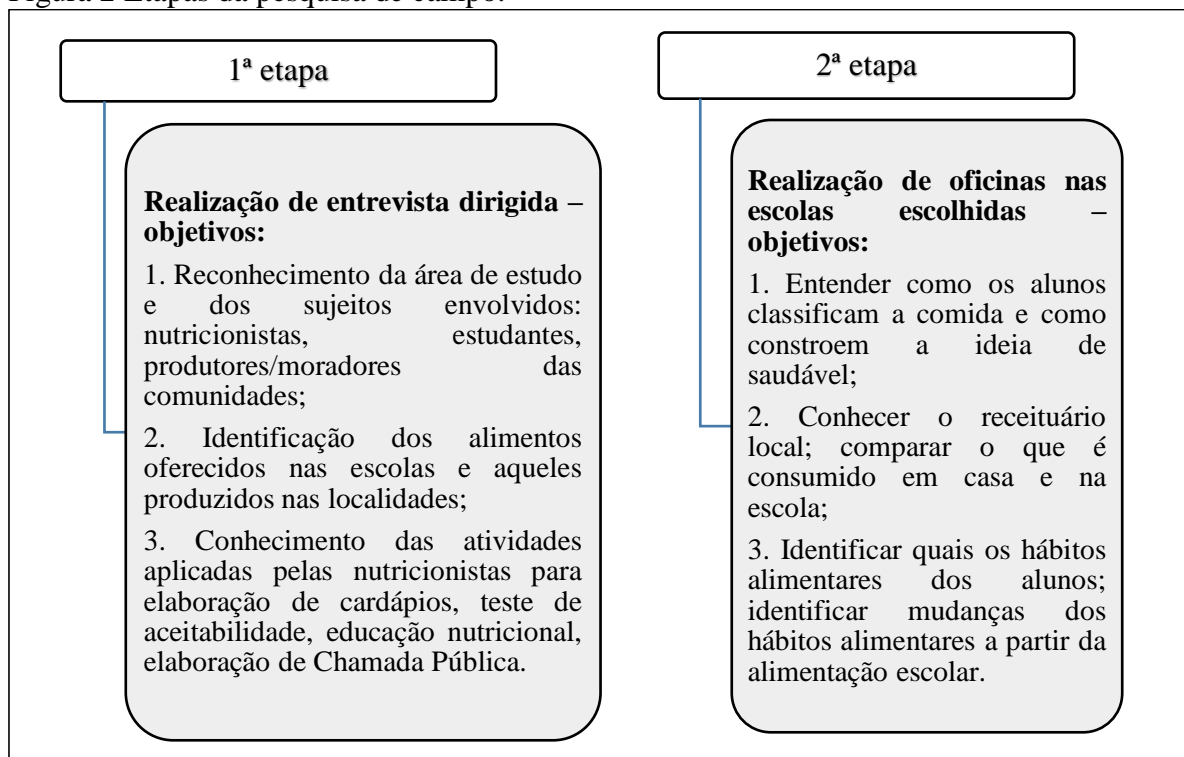 Figura 2 Etapas da pesquisa de campo.
1ª etapa
Realização de entrevista dirigida –
objetivos:
1. Reconhecimento da área de estudo
e dos sujeitos envolvidos:
nutricionistas, estudantes,
produtores/moradores das
comunidades;
2. Identificação dos alimentos
oferecidos nas escolas e aqueles
produzidos nas localidades;
3. Conhecimento das atividades
aplicadas pelas nutricionistas para
elaboração de cardápios, teste de
aceitabilidade, educação nutricional,
elaboração de Chamada Pública.
2ª etapa
Realização de oficinas nas
escolas escolhidas –
objetivos:
1. Entender como os alunos
classificam a comida e como
constroem a ideia de
saudável;
2. Conhecer o receituário
local; comparar o que é
consumido em casa e na
escola;
3. Identificar quais os hábitos
alimentares dos alunos;
identificar mudanças dos
hábitos alimentares a partir da
alimentação escolar.